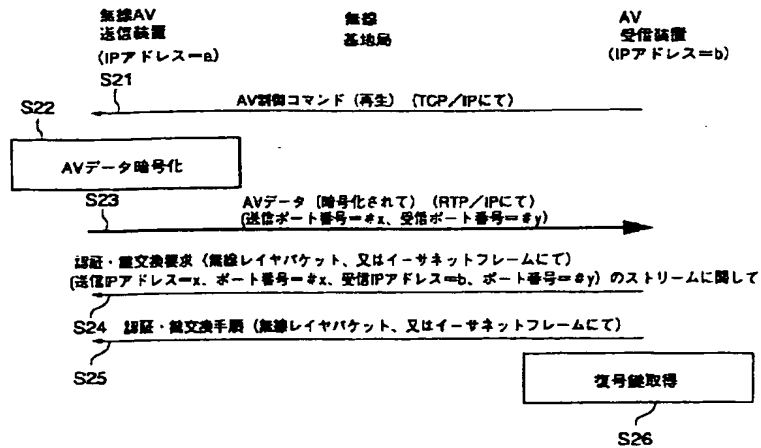 無線AV
送信装置
(IPアドレス=a)
無線
基地局
AV
受信装置
(IPアドレス=b)
S21
AV制御コマンド(再生)(TCP/IPにて)
S22
AVデータ暗号化
S23
AVデータ(暗号化されて)(RTP/IPにて)
(送信ポート番号=#x、受信ポート番号=#y)
認証・鍵交換要求(無線レイヤパケット、又はイーサネットフレームにて)
(送信IPアドレス=x、ポート番号=#x、受信IPアドレス=b、ポート番号=#y)のストリームに関して
S24
認証・鍵交換手順(無線レイヤパケット、又はイーサネットフレームにて)
S25
復号鍵取得
S26